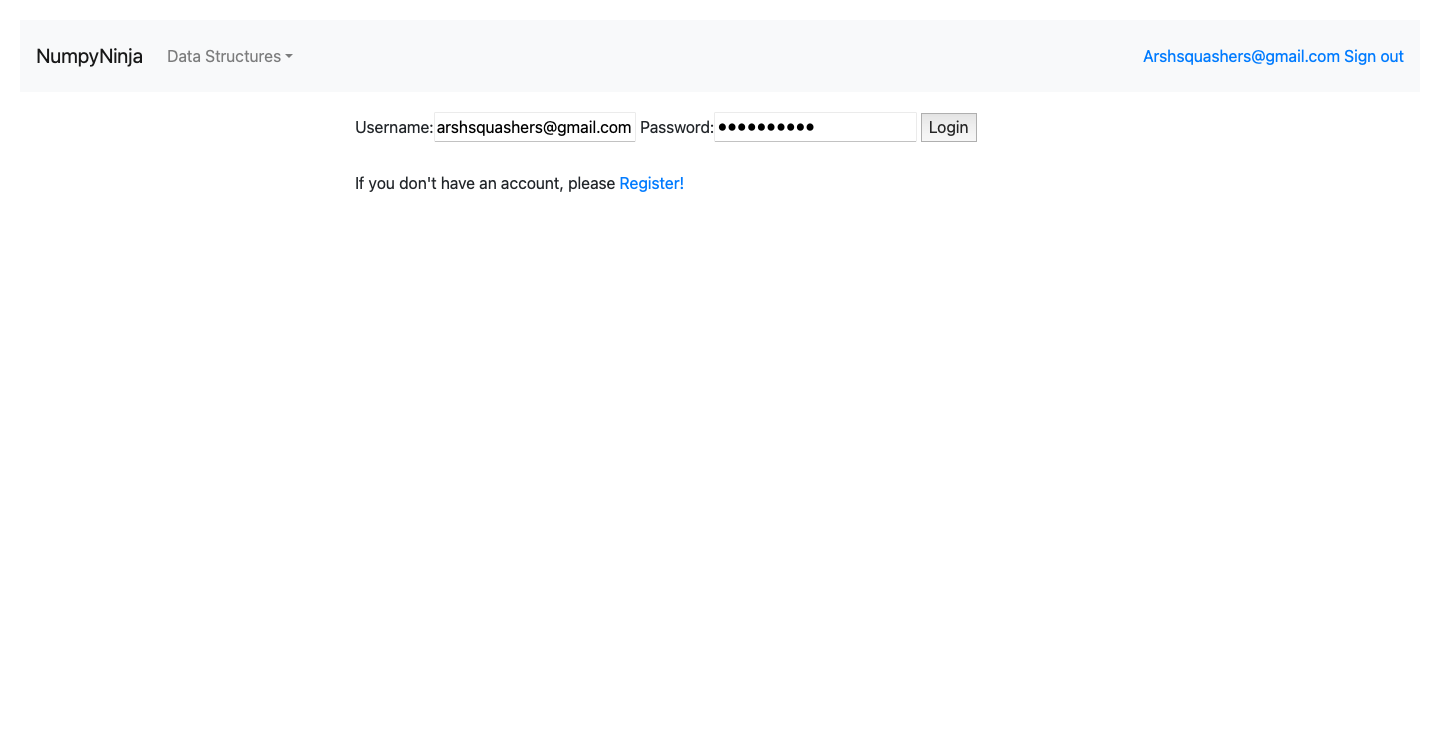 NumpyNinja Data Structures Arshsquashers@gmail.com Sign out
Username: arshsquashers@gmail.com Password: •••••••••• Login
If you don't have an account, please Register!